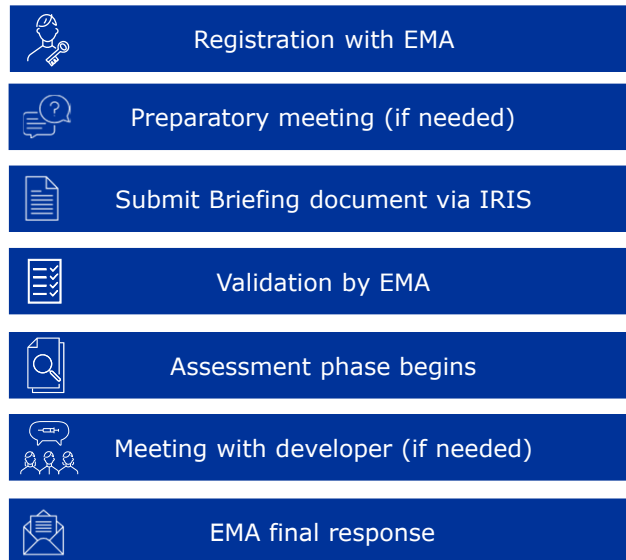 Registration with EMA
Preparatory meeting (if needed)
Submit Briefing document via IRIS
Validation by EMA
Assessment phase begins
Meeting with developer (if needed)
EMA final response